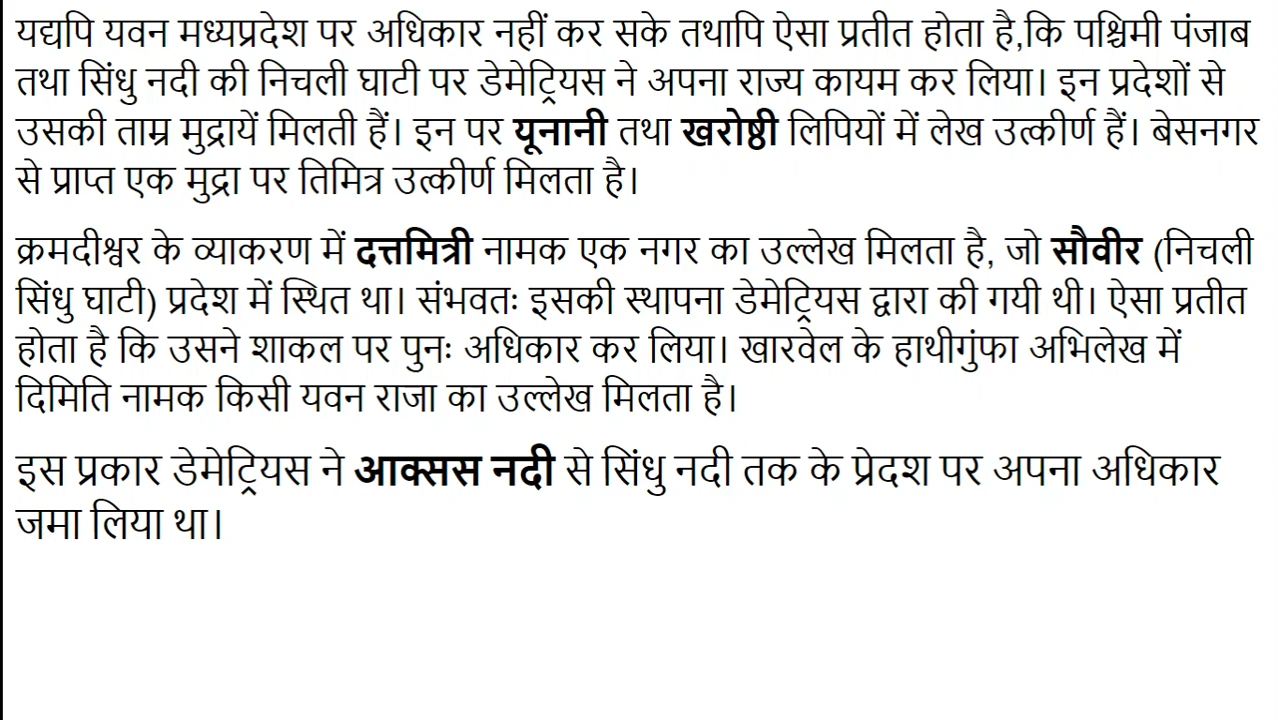 यद्यपि यवन मध्यप्रदेश पर अधिकार नहीं कर सके तथापि ऐसा प्रतीत होता है,कि पश्चिमी पंजाब
तथा सिंधु नदी की निचली घाटी पर डेमेट्रियस ने अपना राज्य कायम कर लिया। इन प्रदेशों से
उसकी ताम्र मुद्रायें मिलती हैं। इन पर यूनानी तथा खरोष्ठी लिपियों में लेख उत्कीर्ण हैं। बेसनगर
से प्राप्त एक मुद्रा पर तिमित्र उत्कीर्ण मिलता है।
क्रमदीश्वर के व्याकरण में दत्तमित्री नामक एक नगर का उल्लेख मिलता है, जो सौवीर (निचली
सिंधु घाटी) प्रदेश में स्थित था। संभवतः इसकी स्थापना डेमेट्रियस द्वारा की गयी थी। ऐसा प्रतीत
होता है कि उसने शाकल पर पुनः अधिकार कर लिया। खारवेल के हाथीगुंफा अभिलेख में
दिमिति नामक किसी यवन राजा का उल्लेख मिलता है।
इस प्रकार डेमेट्रियस ने आक्सस नदी से सिंधु नदी तक के प्रेदश पर अपना अधिकार
जमा लिया था।